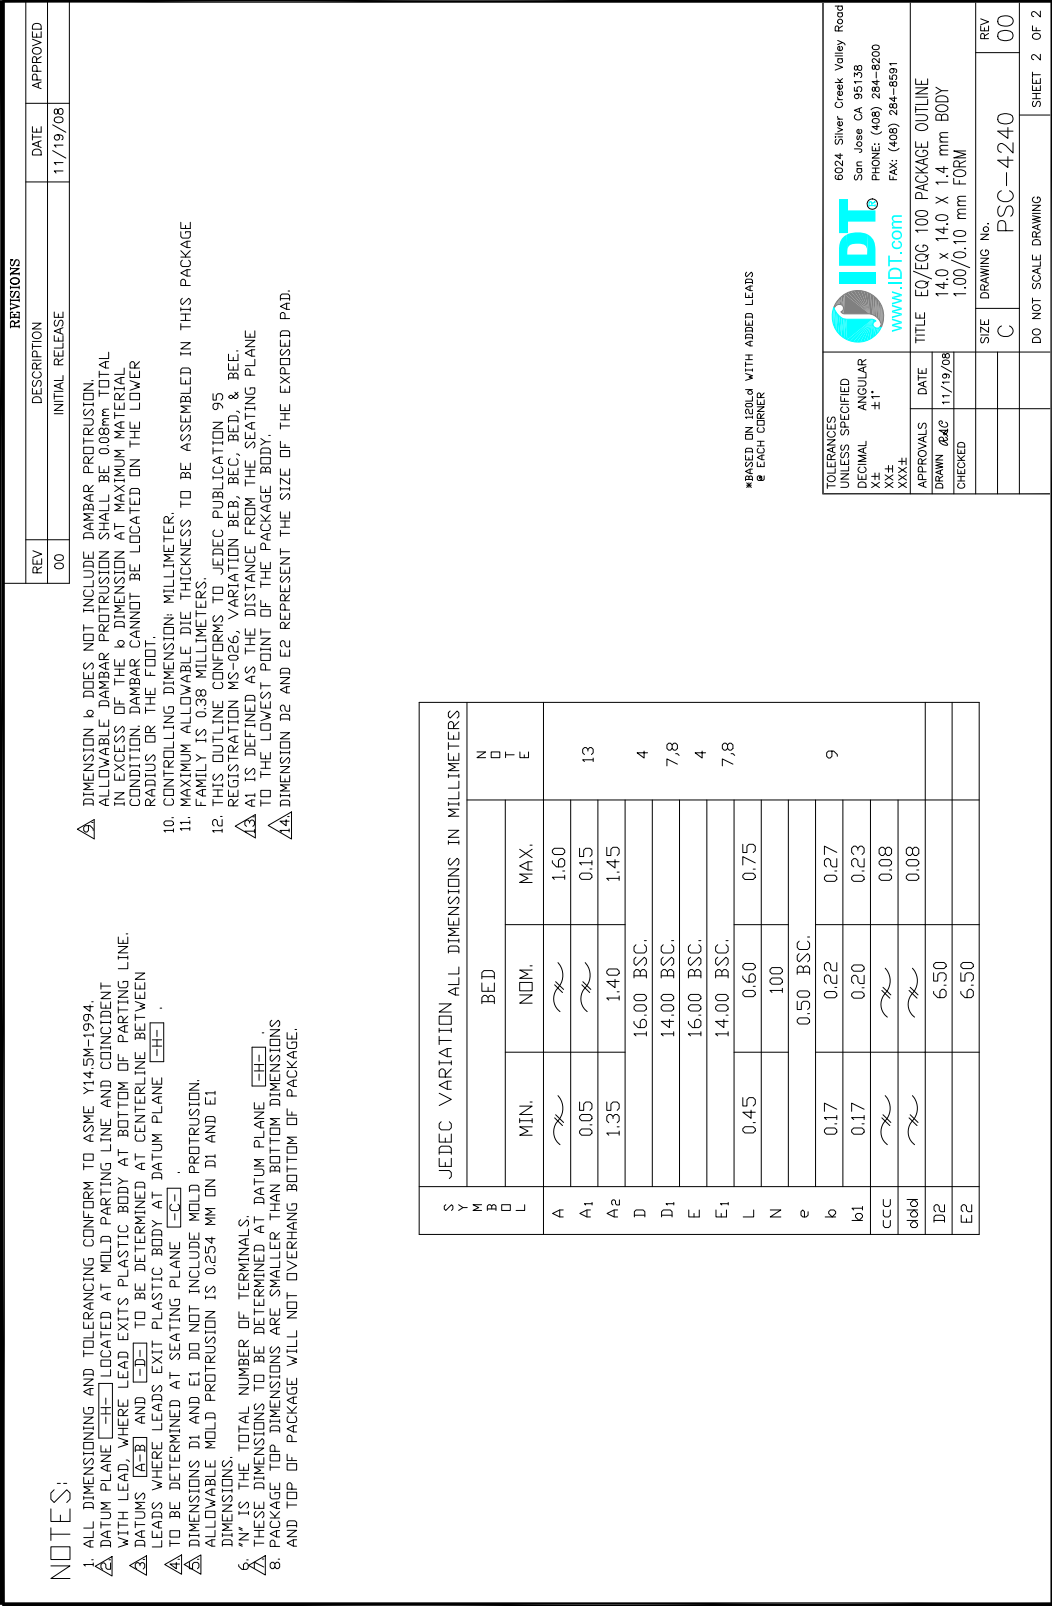 NOTES:
1. ALL DIMENSIONING AND TOLERANCING CONFORM TO ASME Y14.5M-1994.
2. DATUM PLANE -H- LOCATED AT MOLD PARTING LINE AND COINCIDENT
WITH LEAD, WHERE LEAD EXITS PLASTIC BODY AT BOTTOM OF PARTING LINE.
3. DATUMS A-B AND -D- TO BE DETERMINED AT CENTERLINE BETWEEN
LEADS WHERE LEADS EXIT PLASTIC BODY AT DATUM PLANE -H- .
4. TO BE DETERMINED AT SEATING PLANE -C- .
5. DIMENSIONS D1 AND E1 DO NOT INCLUDE MOLD PROTRUSION.
ALLOWABLE MOLD PROTRUSION IS 0.254 MM ON D1 AND E1
DIMENSIONS.
6. "N" IS THE TOTAL NUMBER OF TERMINALS.
7. THESE DIMENSIONS TO BE DETERMINED AT DATUM PLANE -H- .
8. PACKAGE TOP DIMENSIONS ARE SMALLER THAN BOTTOM DIMENSIONS
AND TOP OF PACKAGE WILL NOT OVERHANG BOTTOM OF PACKAGE.
9. DIMENSION b DOES NOT INCLUDE DAMBAR PROTRUSION.
ALLOWABLE DAMBAR PROTRUSION SHALL BE 0.08mm TOTAL
IN EXCESS OF THE b DIMENSION AT MAXIMUM MATERIAL
CONDITION. DAMBAR CANNOT BE LOCATED ON THE LOWER
RADIUS OR THE FOOT.
10. CONTROLLING DIMENSION: MILLIMETER.
11. MAXIMUM ALLOWABLE DIE THICKNESS TO BE ASSEMBLED IN THIS PACKAGE
FAMILY IS 0.38 MILLIMETERS.
12. THIS OUTLINE CONFORMS TO JEDEC PUBLICATION 95
REGISTRATION MS-026, VARIATION BEB, BEC, BED, & BEE.
13. A1 IS DEFINED AS THE DISTANCE FROM THE SEATING PLANE
TO THE LOWEST POINT OF THE PACKAGE BODY.
14. DIMENSION D2 AND E2 REPRESENT THE SIZE OF THE EXPOSED PAD.
REVISIONS
REV DESCRIPTION DATE APPROVED
00 INITIAL RELEASE 11/19/08
SYMBOL JEDEC VARIATION ALL DIMENSIONS IN MILLIMETERS
BED NOTE
MIN. NOM. MAX.
A 1.60
A1 0.05 0.15 13
A2 1.35 1.40 1.45
D 16.00 BSC. 4
D1 14.00 BSC. 7,8
E 16.00 BSC. 4
E1 14.00 BSC. 7,8
L 0.45 0.60 0.75
N 100
e 0.50 BSC.
b 0.17 0.22 0.27 9
b1 0.17 0.20 0.23
ccc 0.08
ddd 0.08
D2 6.50
E2 6.50
*BASED ON 120Ld WITH ADDED LEADS
@ EACH CORNER
TOLERANCES
UNLESS SPECIFIED
DECIMAL ANGULAR
X± ±1°
XX±
XXX±
IDT ®
www.IDT.com
6024 Silver Creek Valley Road
San Jose CA 95138
PHONE: (408) 284-8200
FAX: (408) 284-8591
APPROVALS DATE
DRAWN RAC 11/19/08
CHECKED
TITLE EQ/EQG 100 PACKAGE OUTLINE
14.0 x 14.0 X 1.4 mm BODY
1.00/0.10 mm FORM
SIZE DRAWING No. REV
C PSC-4240 00
DO NOT SCALE DRAWING SHEET 2 OF 2